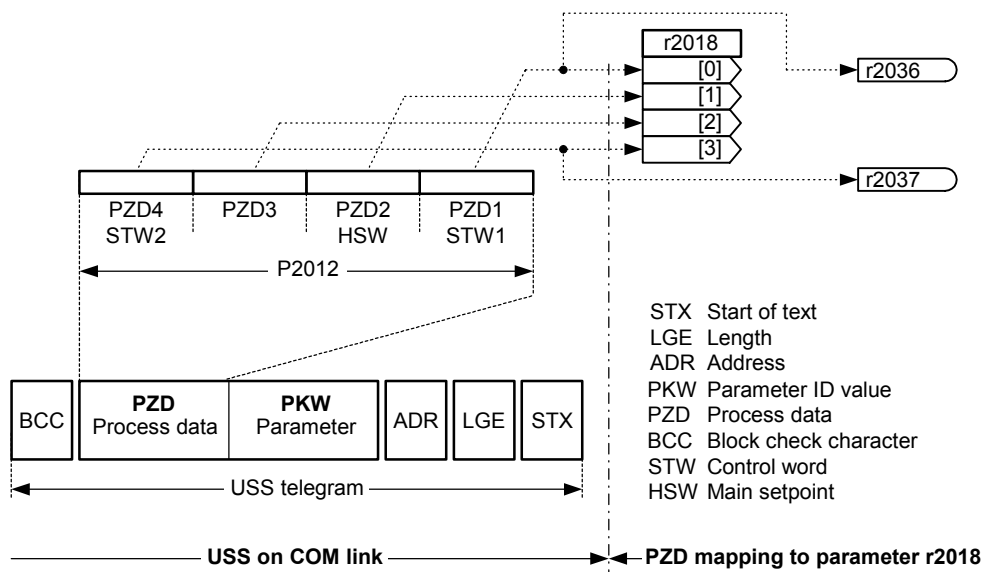 r2018
[0]
r2036
[1]
[2]
[3]
r2037
PZD4 PZD3 PZD2 PZD1
STW2 HSW STW1
P2012
STX Start of text
LGE Length
ADR Address
PKW Parameter ID value
PZD Process data
BCC Block check character
STW Control word
HSW Main setpoint
BCC
PZD
Process data
PKW
Parameter
ADR
LGE
STX
USS telegram
USS on COM link
PZD mapping to parameter r2018